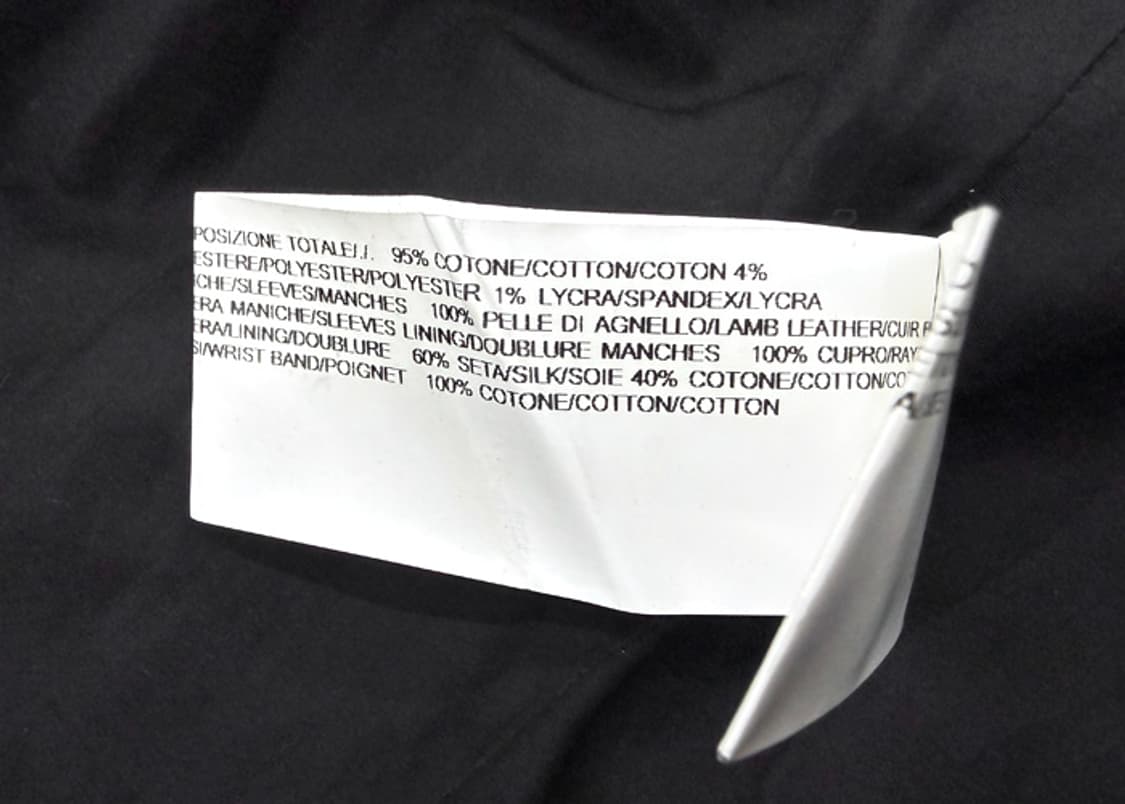 POSIZIONE TOTALE/./. 95% COTONE/COTTON/COTON 4%
ESTERE/POLYESTER/POLYESTER 1% LYCRA/SPANDEX/LYCRA
CHE/SLEEVES/MANCHES 100% PELLE DI AGNELLO/LAMB LEATHER/CUIR
ERA MANICHE/SLEEVES LINING/DOUBLURE MANCHES 100% CUPRO/RAY
ERA/LINING/DOUBLURE 60% SETA/SILK/SOIE 40% COTONE/COTTON/CO
SI/WRIST BAND/POIGNET 100% COTONE/COTTON/COTTON